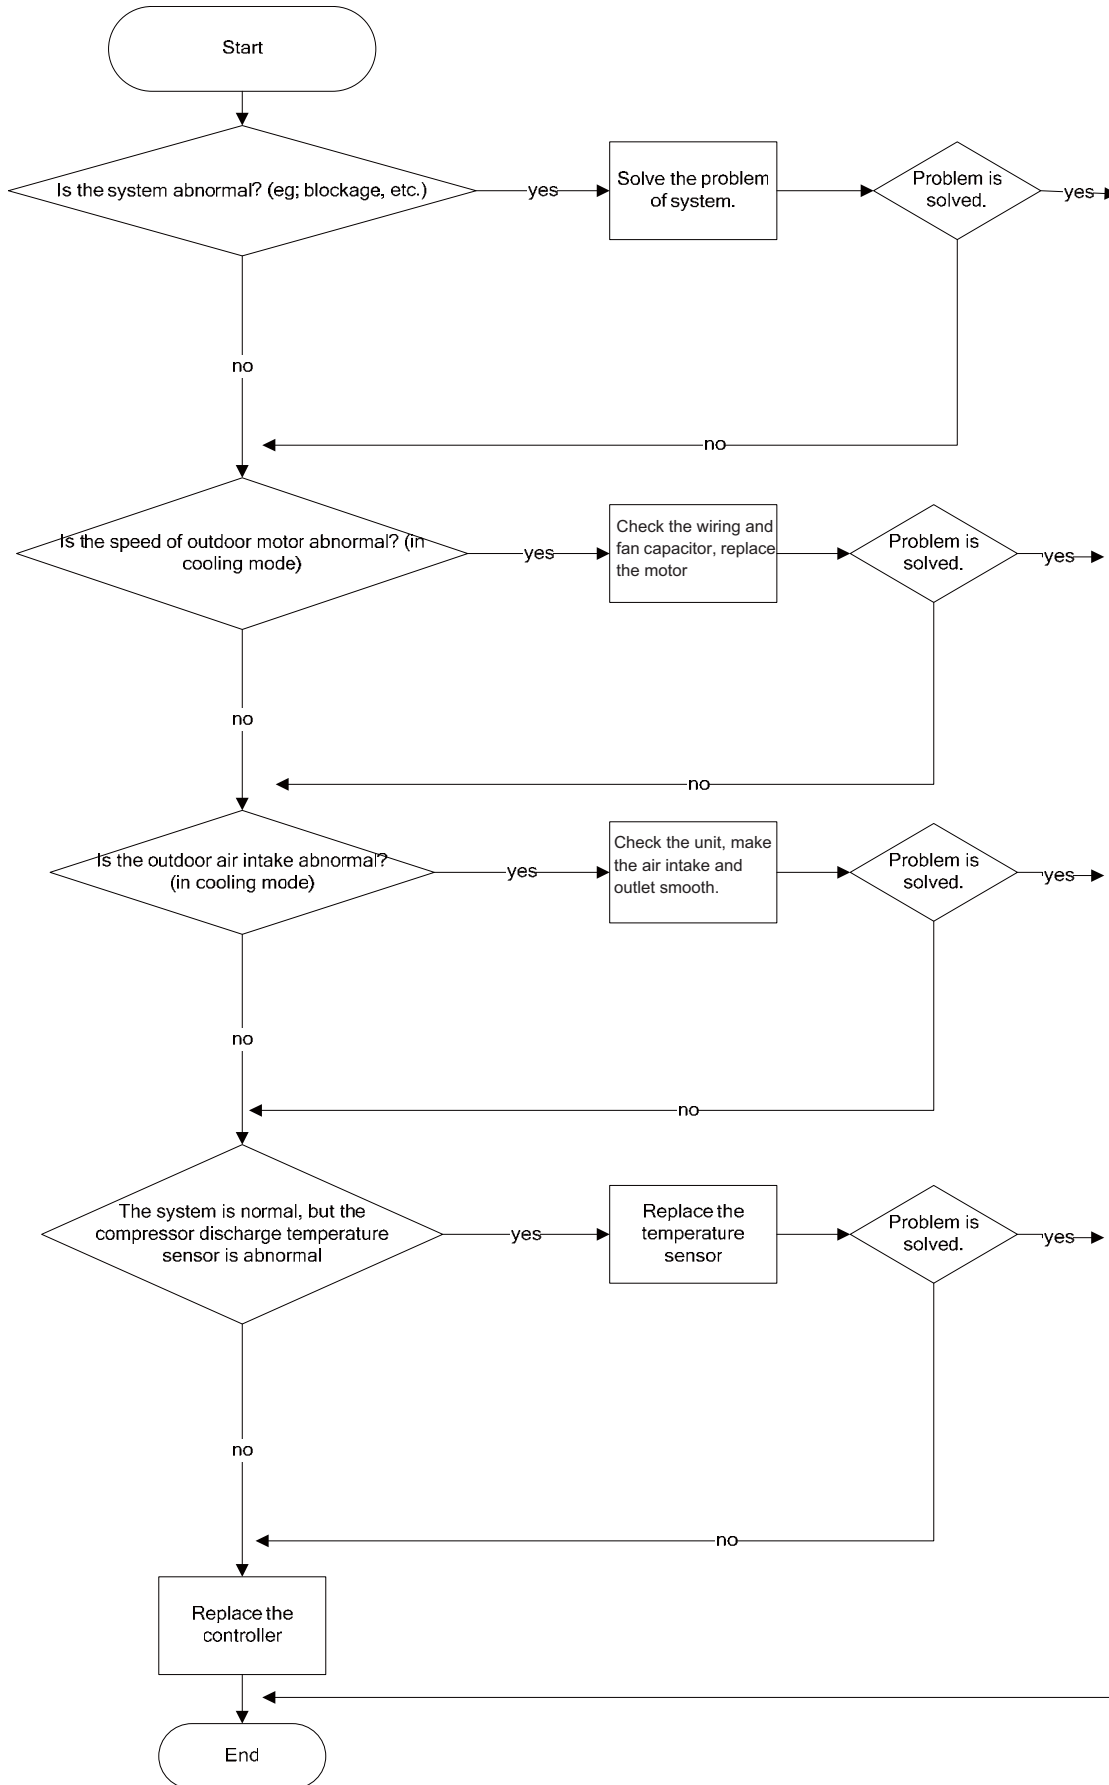 Start
Is the system abnormal? (eg; blockage, etc.)
yes
Solve the problem
of system.
Problem is
solved.
yes
no
no
Is the speed of outdoor motor abnormal? (in
cooling mode)
yes
Check the wiring and
fan capacitor, replace
the motor
Problem is
solved.
yes
no
no
Is the outdoor air intake abnormal?
(in cooling mode)
yes
Check the unit, make
the air intake and
outlet smooth.
Problem is
solved.
yes
no
no
The system is normal, but the
compressor discharge temperature
sensor is abnormal
yes
Replace the
temperature
sensor
Problem is
solved.
yes
no
no
Replace the
controller
End